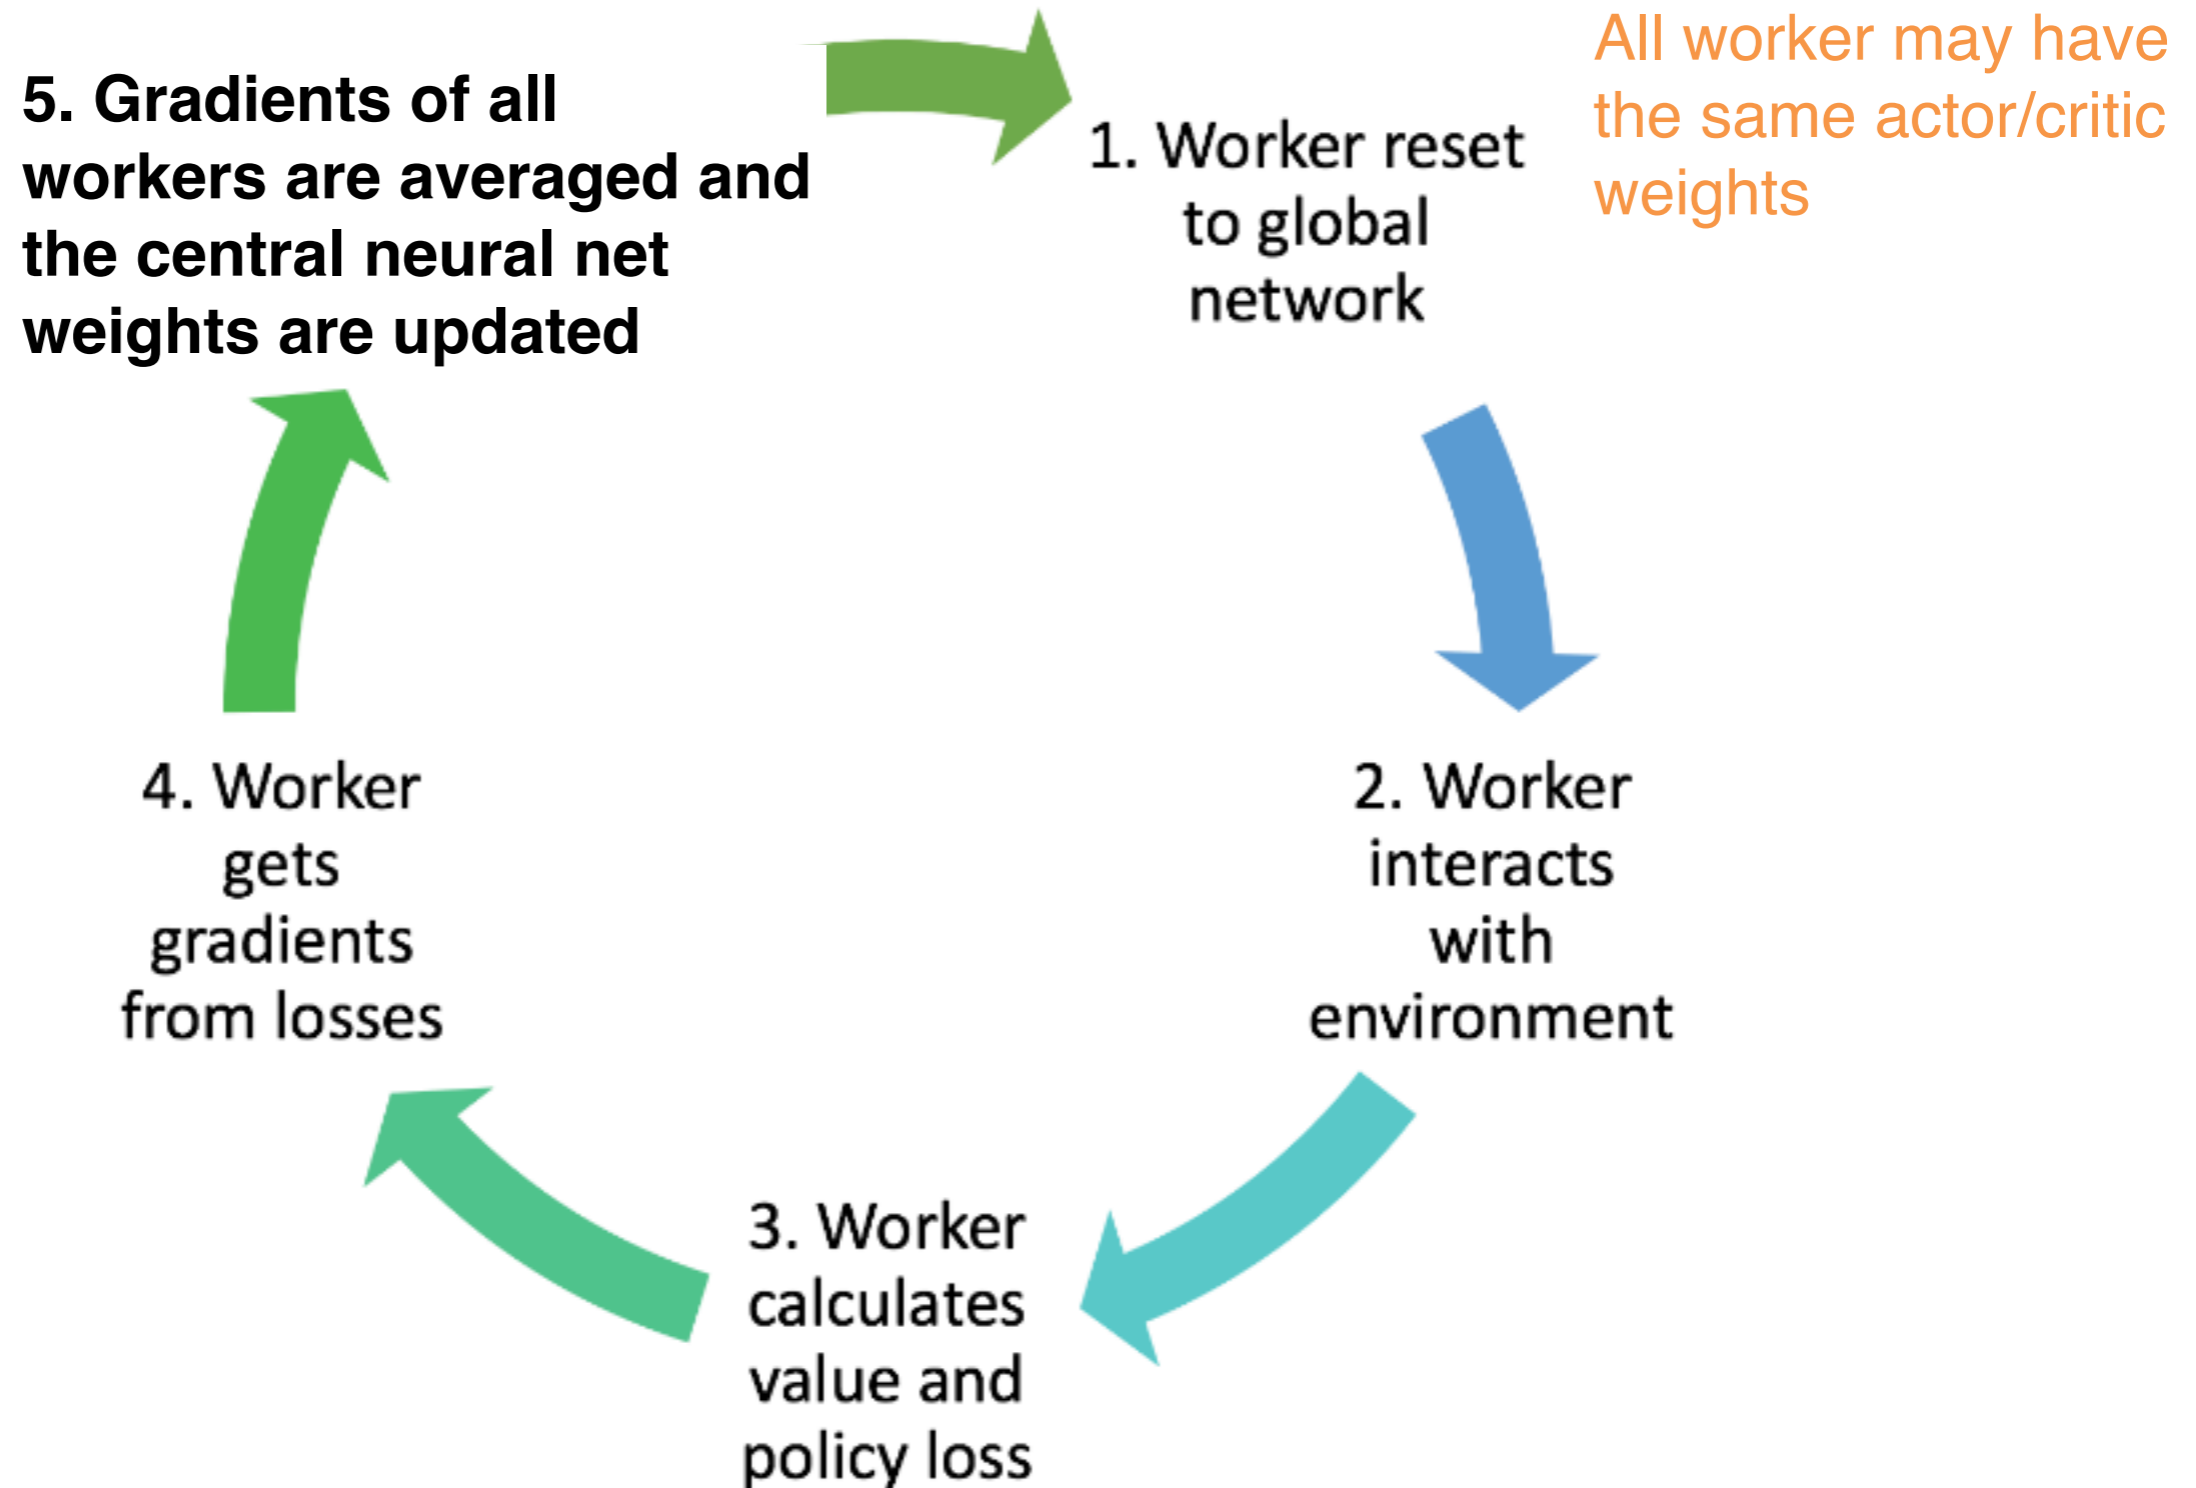 5. Gradients of all
workers are averaged and
the central neural net
weights are updated
1. Worker reset
to global
network
All worker may have
the same actor/critic
weights
2. Worker
interacts
with
environment
3. Worker
calculates
value and
policy loss
4. Worker
gets
gradients
from losses